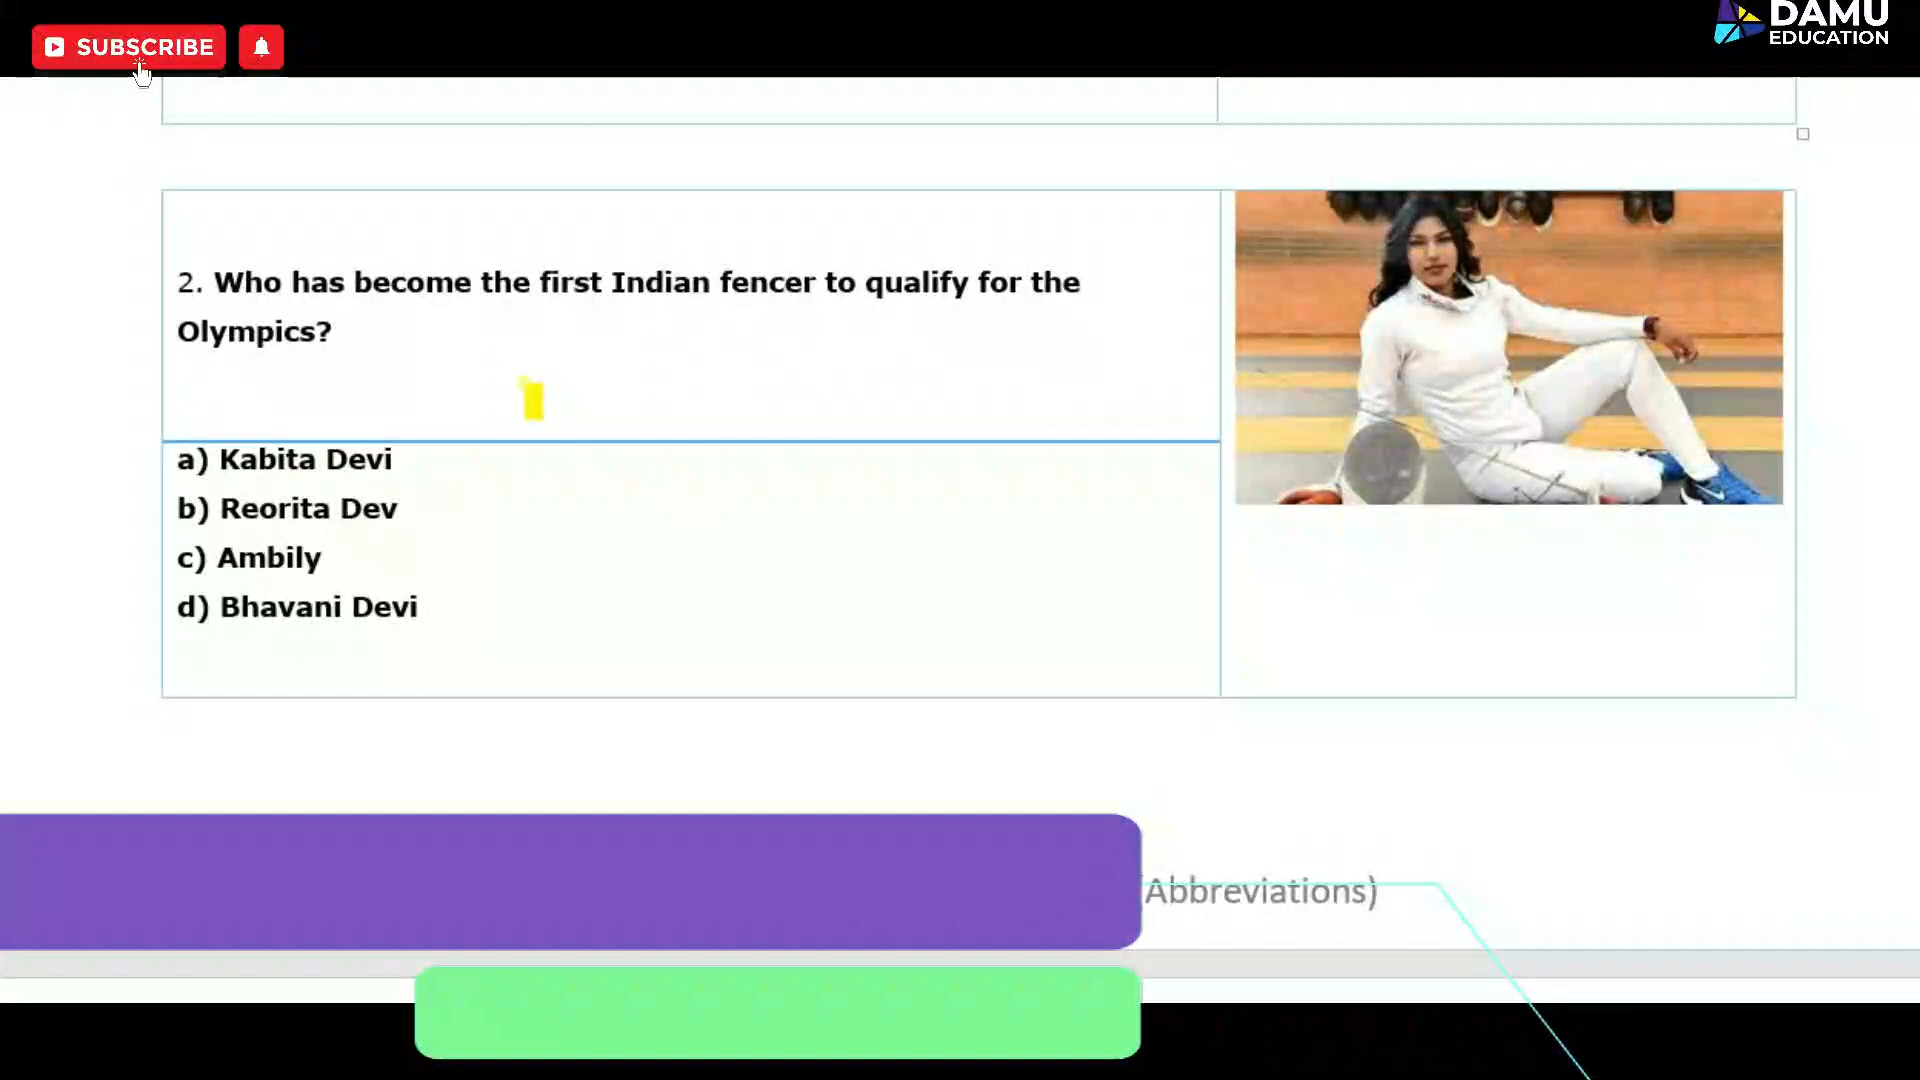 SUBSCRIBE
DAMU
EDUCATION
2. Who has become the first Indian fencer to qualify for the
Olympics?
a) Kabita Devi
b) Reorita Dev
c) Ambily
d) Bhavani Devi
(Abbreviations)